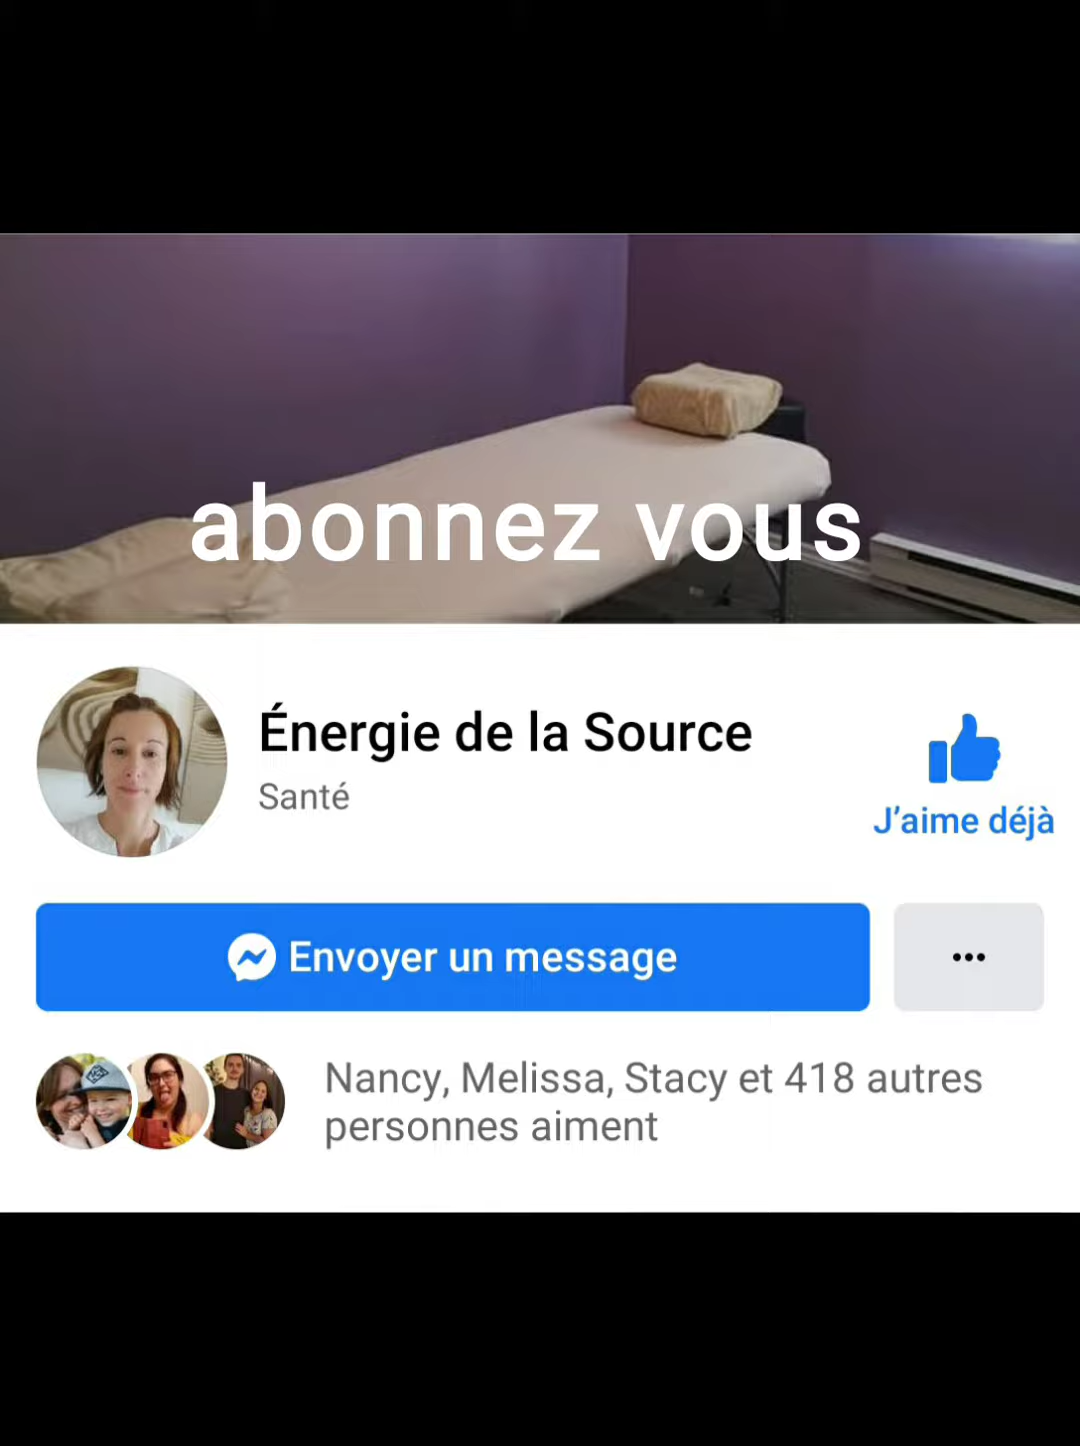 abonnez vous
Énergie de la Source
Santé
J'aime déjà
Envoyer un message
Nancy, Melissa, Stacy et 418 autres
personnes aiment